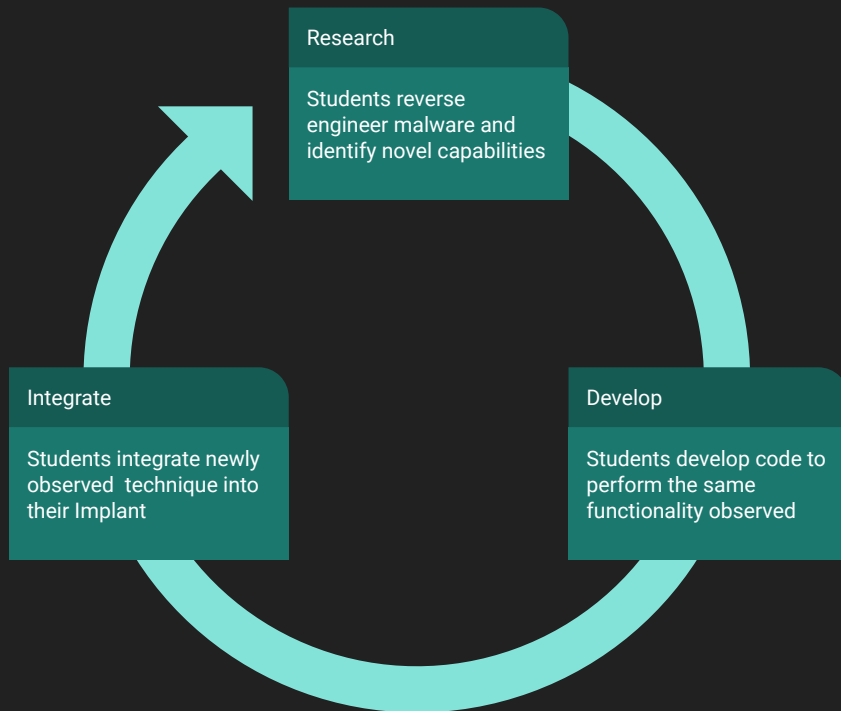 Research
Students reverse
engineer malware and
identify novel capabilities
Integrate
Students integrate newly
observed  technique into
their Implant
Develop
Students develop code to
perform the same
functionality observed